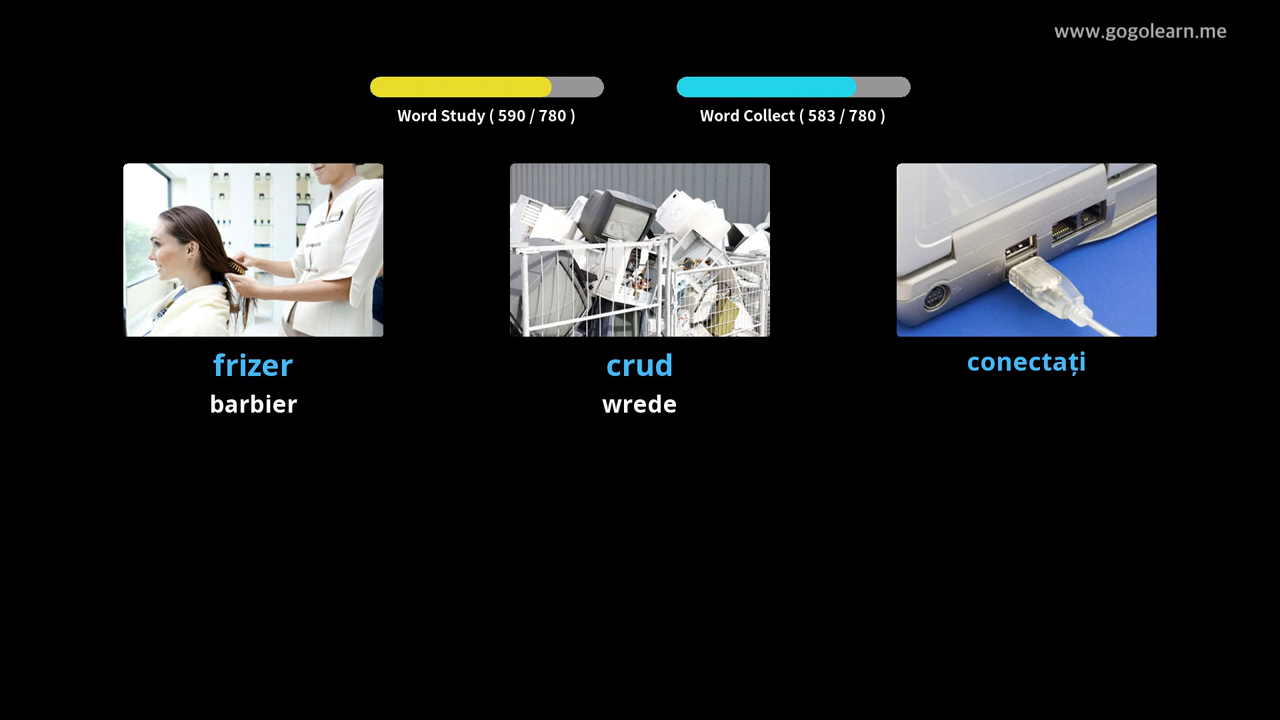 www.gogolearn.me
Word Study ( 590 / 780 )
Word Collect ( 583 / 780 )
frizer
crud
conectați
barbier
wrede